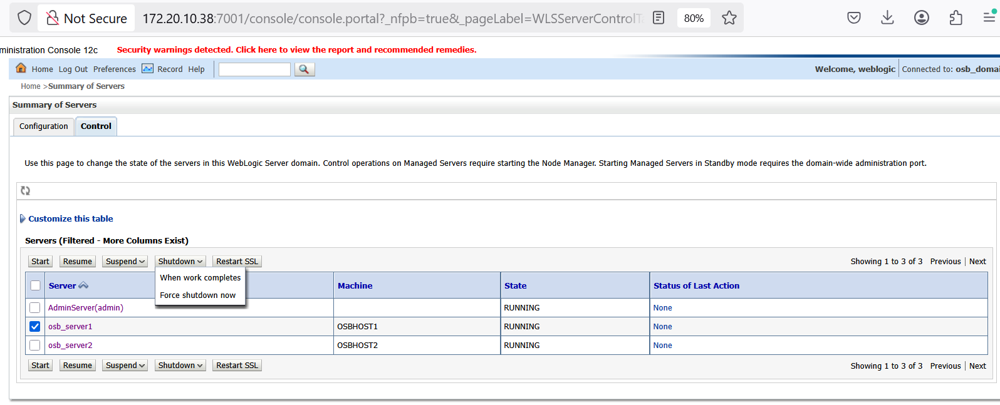 Not Secure 172.20.10.38:7001/console/console.portal?_nfpb=true&_pageLabel=WLSServerControlT 80%
ministration Console 12c Security warnings detected. Click here to view the report and recommended remedies.
Home Log Out Preferences Record Help Welcome, weblogic Connected to: osb_domai
Home >Summary of Servers
Summary of Servers
Configuration Control
Use this page to change the state of the servers in this WebLogic Server domain. Control operations on Managed Servers require starting the Node Manager. Starting Managed Servers in Standby mode requires the domain-wide administration port.
Customize this table
Servers (Filtered - More Columns Exist)
Start Resume Suspend Shutdown Restart SSL Showing 1 to 3 of 3 Previous | Next
When work completes
Force shutdown now
Server Machine State Status of Last Action
AdminServer(admin) RUNNING None
osb_server1 OSBHOST1 RUNNING None
osb_server2 OSBHOST2 RUNNING None
Start Resume Suspend Shutdown Restart SSL Showing 1 to 3 of 3 Previous | Next